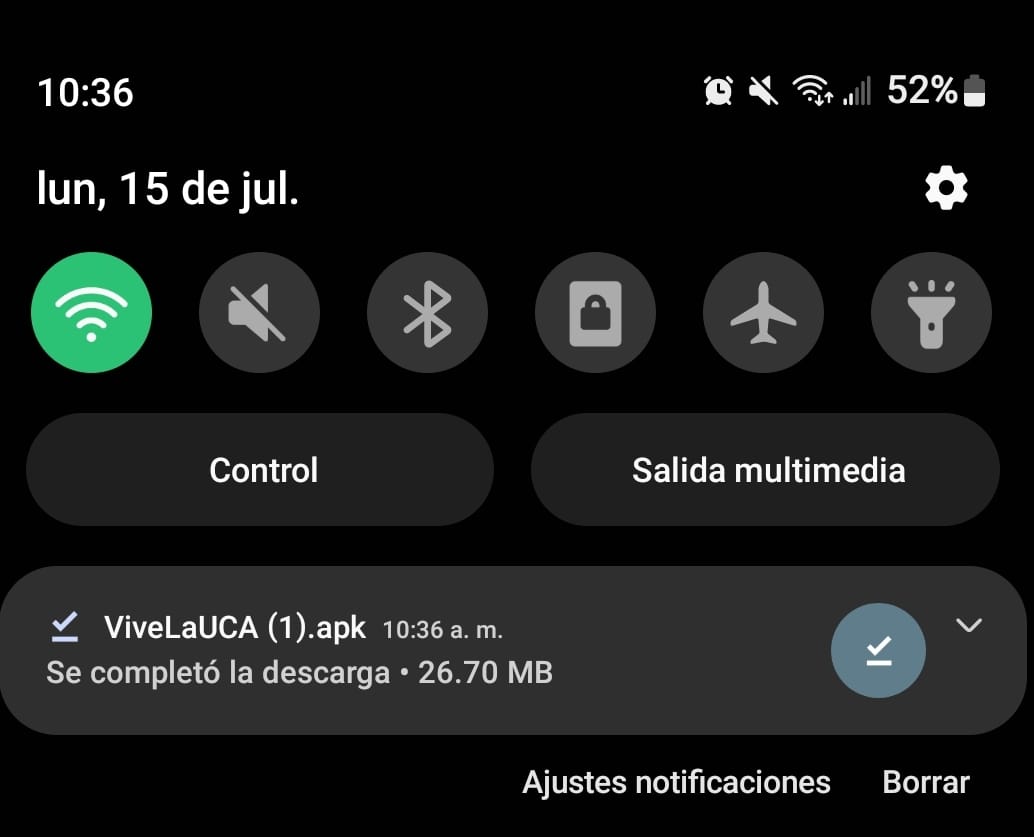 10:36 52%
lun, 15 de jul.
Control Salida multimedia
ViveLaUCA (1).apk 10:36 a. m.
Se completó la descarga • 26.70 MB
Ajustes notificaciones Borrar